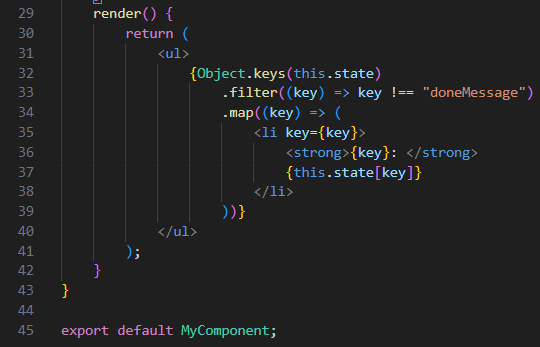 29 render() {
30 return (
31 <ul>
32 {Object.keys(this.state)
33 .filter((key) => key !== "doneMessage")
34 .map((key) => (
35 <li key={key}>
36 <strong>{key}: </strong>
37 {this.state[key]}
38 </li>
39 ))}
40 </ul>
41 );
42 }
43 }
44
45 export default MyComponent;